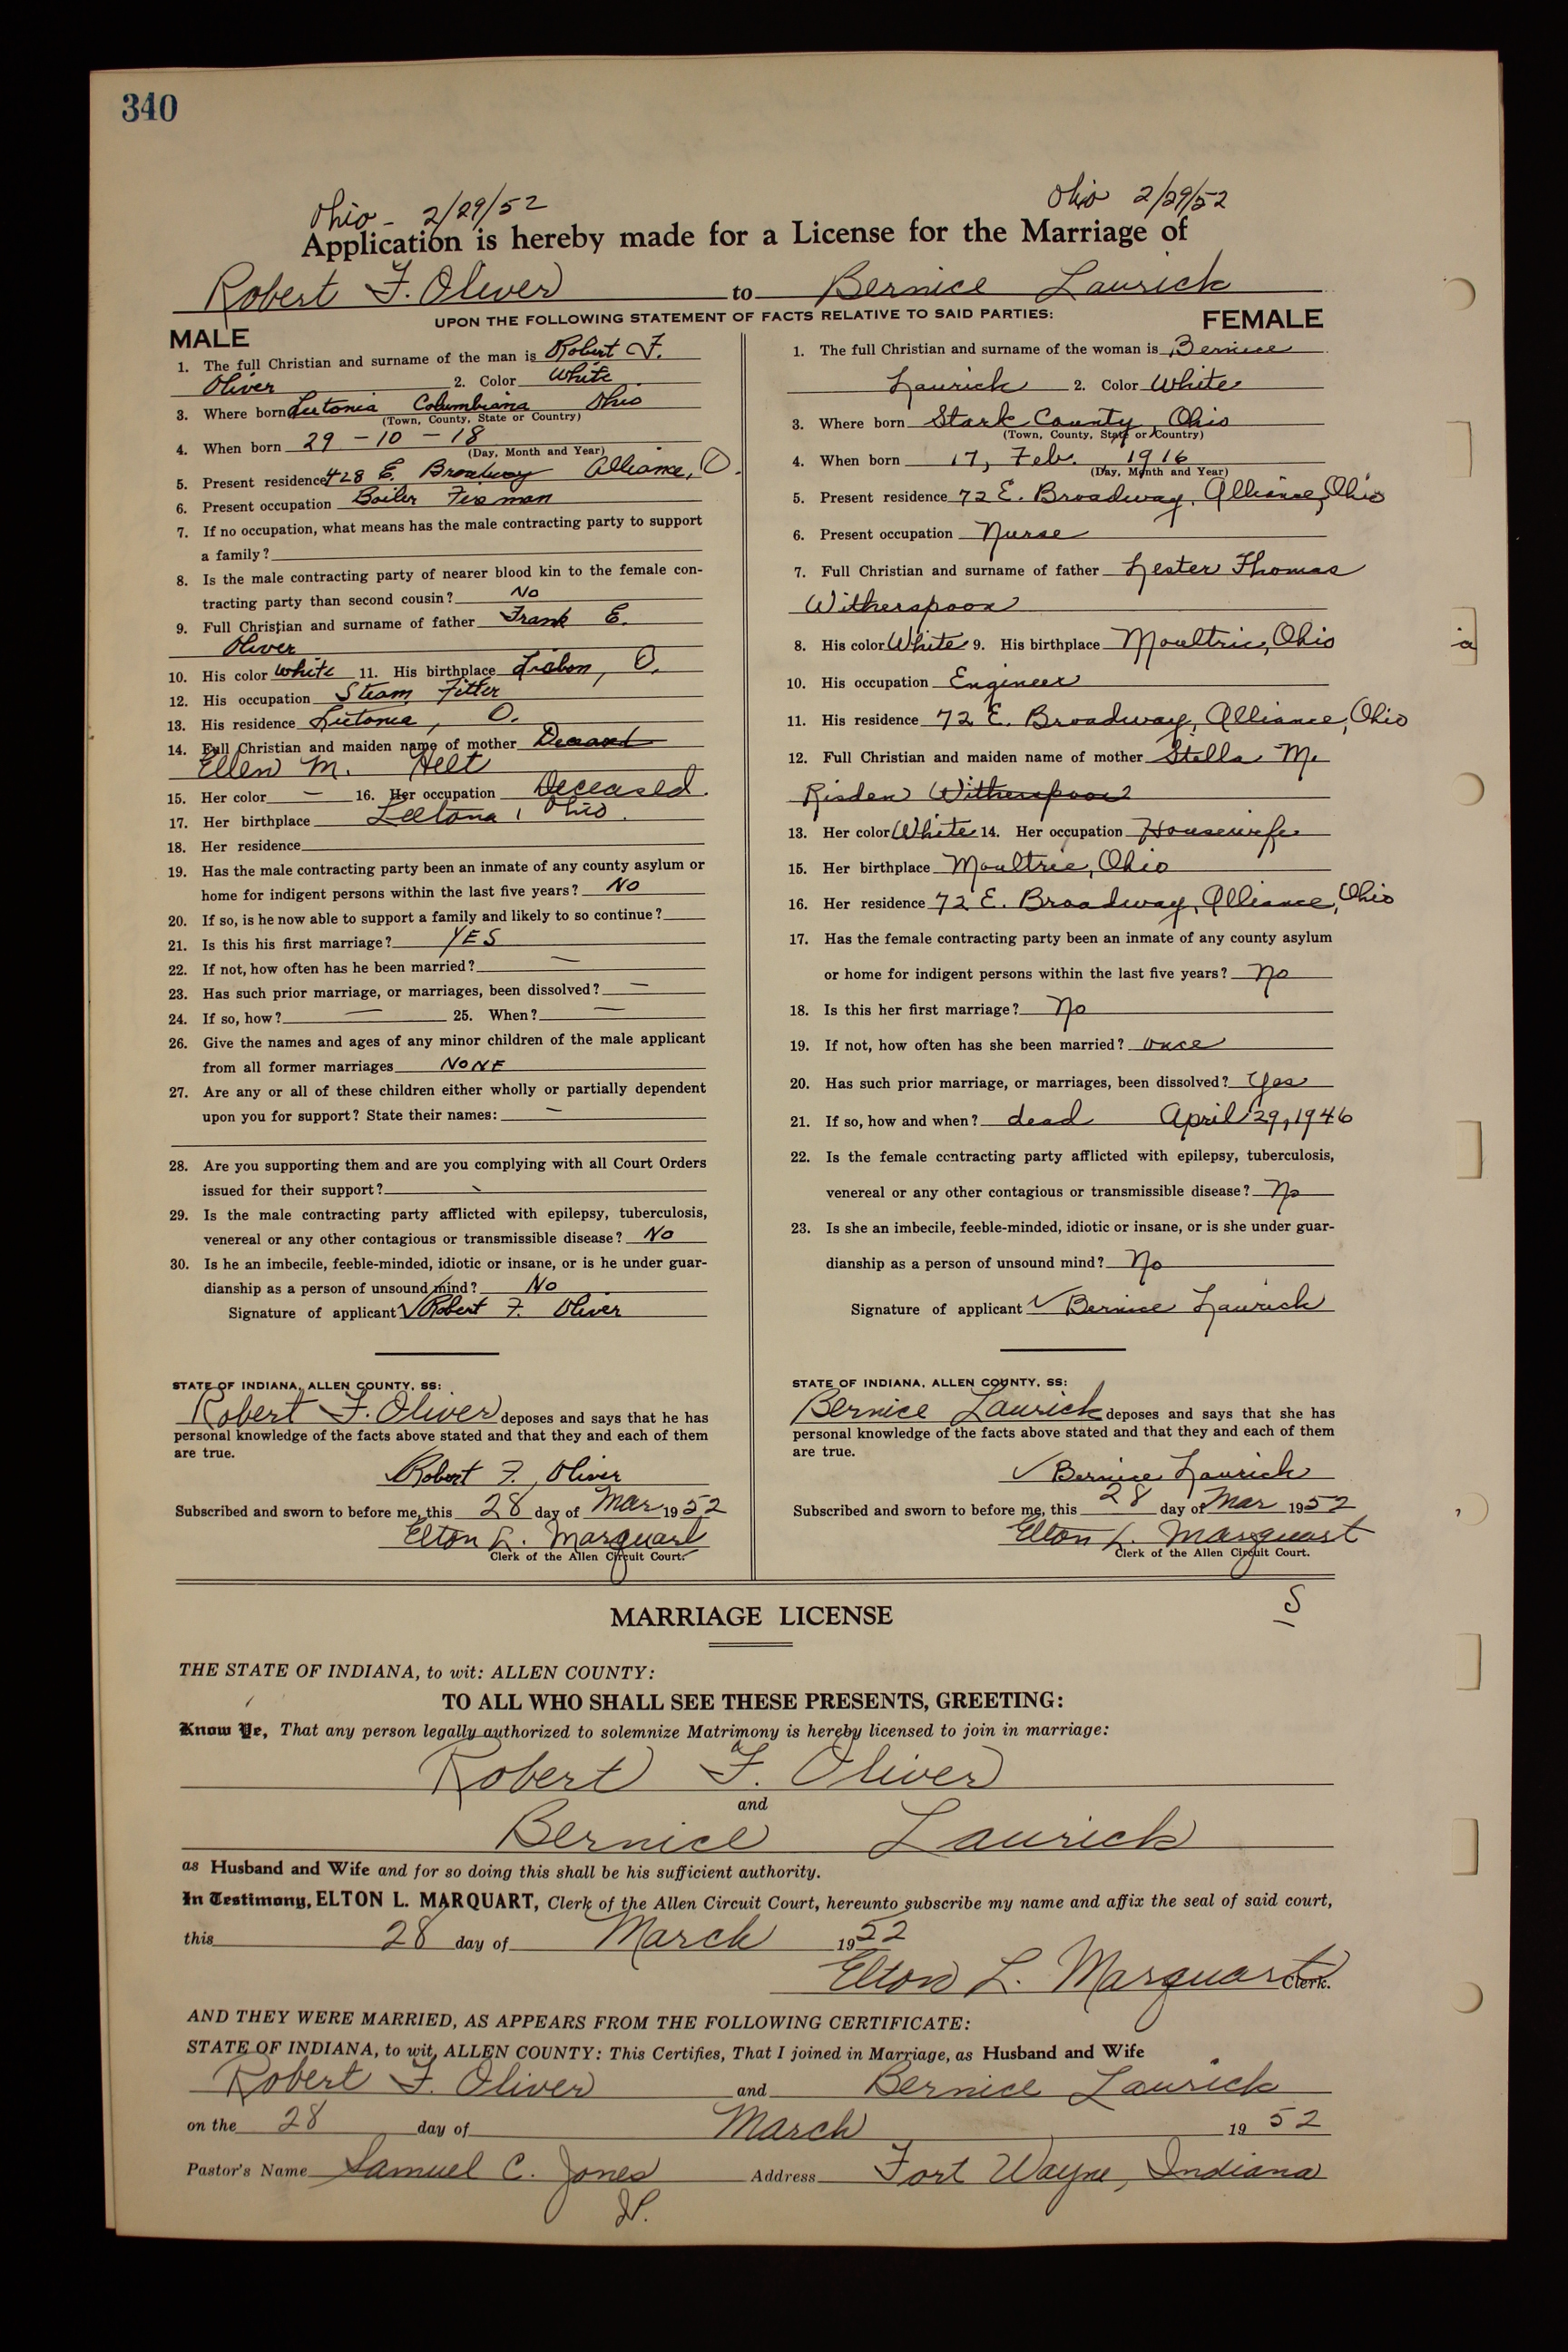 340
Ohio - 2/29/52
Ohio 2/29/52
Application is hereby made for a License for the Marriage of
Robert F. Oliver to Bernice Laurick
UPON THE FOLLOWING STATEMENT OF FACTS RELATIVE TO SAID PARTIES:
MALE
1. The full Christian and surname of the man is Robert F.
Oliver 2. Color White
3. Where born Leetonia Columbiana Ohio
(Town, County, State or Country)
4. When born 29 - 10 - 18
(Day, Month and Year)
5. Present residence 428 E. Broadway Alliance, O.
6. Present occupation Boiler Fireman
7. If no occupation, what means has the male contracting party to support
a family?
8. Is the male contracting party of nearer blood kin to the female con-
tracting party than second cousin? No
9. Full Christian and surname of father Frank E.
Oliver
10. His color White 11. His birthplace Lisbon, O.
12. His occupation Steam Fitter
13. His residence Leetonia, O.
14. Full Christian and maiden name of mother Deceased
Ellen M. Helt
15. Her color — 16. Her occupation Deceased.
17. Her birthplace Leetona, Ohio.
18. Her residence
19. Has the male contracting party been an inmate of any county asylum or
home for indigent persons within the last five years? No
20. If so, is he now able to support a family and likely to so continue?
21. Is this his first marriage? YES
22. If not, how often has he been married? —
23. Has such prior marriage, or marriages, been dissolved? —
24. If so, how? — 25. When? —
26. Give the names and ages of any minor children of the male applicant
from all former marriages NONE
27. Are any or all of these children either wholly or partially dependent
upon you for support? State their names: —
28. Are you supporting them and are you complying with all Court Orders
issued for their support?
29. Is the male contracting party afflicted with epilepsy, tuberculosis,
venereal or any other contagious or transmissible disease? No
30. Is he an imbecile, feeble-minded, idiotic or insane, or is he under guar-
dianship as a person of unsound mind? No
Signature of applicant ✓ Robert F. Oliver
STATE OF INDIANA, ALLEN COUNTY, SS:
Robert F. Oliver deposes and says that he has
personal knowledge of the facts above stated and that they and each of them
are true.
✓ Robert F. Oliver
Subscribed and sworn to before me, this 28 day of Mar 1952
Elton L. Marquart
Clerk of the Allen Circuit Court.
FEMALE
1. The full Christian and surname of the woman is Bernice
Laurick 2. Color White
3. Where born Stark County, Ohio
(Town, County, State or Country)
4. When born 17, Feb. 1916
(Day, Month and Year)
5. Present residence 72 E. Broadway, Alliance, Ohio
6. Present occupation Nurse
7. Full Christian and surname of father Lester Thomas
Witherspoon
8. His color White 9. His birthplace Moultrie, Ohio
10. His occupation Engineer
11. His residence 72 E. Broadway, Alliance, Ohio
12. Full Christian and maiden name of mother Stella M.
Risden Witherspoon
13. Her color White 14. Her occupation Housewife
15. Her birthplace Moultrie, Ohio
16. Her residence 72 E. Broadway, Alliance, Ohio
17. Has the female contracting party been an inmate of any county asylum
or home for indigent persons within the last five years? No
18. Is this her first marriage? No
19. If not, how often has she been married? once
20. Has such prior marriage, or marriages, been dissolved? Yes
21. If so, how and when? dead April 29, 1946
22. Is the female contracting party afflicted with epilepsy, tuberculosis,
venereal or any other contagious or transmissible disease? No
23. Is she an imbecile, feeble-minded, idiotic or insane, or is she under guar-
dianship as a person of unsound mind? No
Signature of applicant ✓ Bernice Laurick
STATE OF INDIANA, ALLEN COUNTY, SS:
Bernice Laurick deposes and says that she has
personal knowledge of the facts above stated and that they and each of them
are true.
✓ Bernice Laurick
Subscribed and sworn to before me, this 28 day of Mar 1952
Elton L. Marquart
Clerk of the Allen Circuit Court.
S
MARRIAGE LICENSE
THE STATE OF INDIANA, to wit: ALLEN COUNTY:
TO ALL WHO SHALL SEE THESE PRESENTS, GREETING:
Know Ye, That any person legally authorized to solemnize Matrimony is hereby licensed to join in marriage:
Robert F. Oliver
and
Bernice Laurick
as Husband and Wife and for so doing this shall be his sufficient authority.
In Testimony, ELTON L. MARQUART, Clerk of the Allen Circuit Court, hereunto subscribe my name and affix the seal of said court,
this 28 day of March 1952
Elton L. Marquart Clerk.
AND THEY WERE MARRIED, AS APPEARS FROM THE FOLLOWING CERTIFICATE:
STATE OF INDIANA, to wit, ALLEN COUNTY: This Certifies, That I joined in Marriage, as Husband and Wife
Robert F. Oliver and Bernice Laurick
on the 28 day of March 1952
Pastor's Name Samuel C. Jones Address Fort Wayne, Indiana